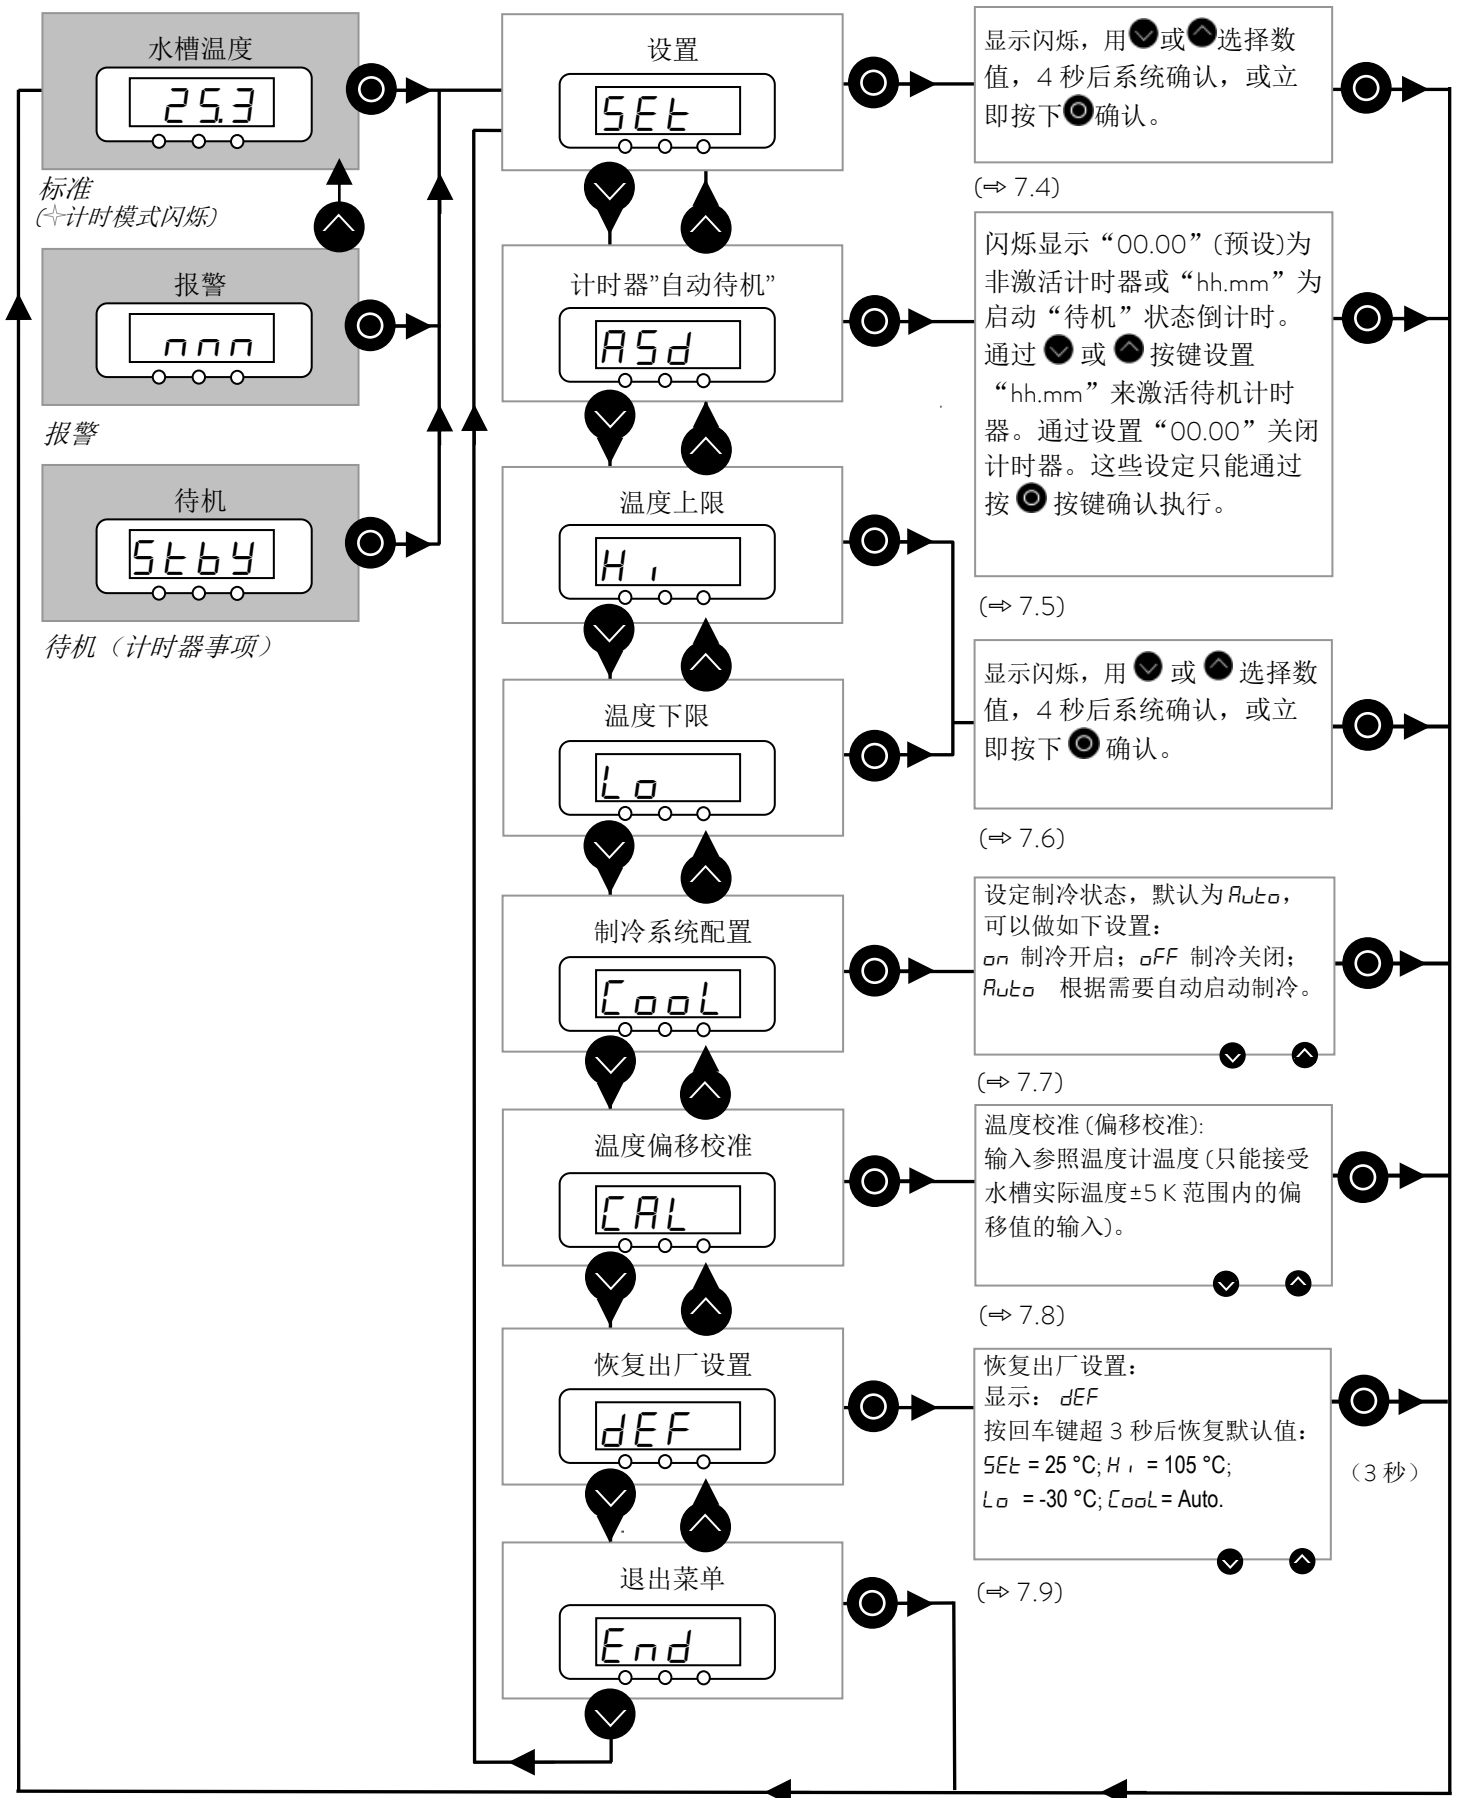 水槽温度
25.3
标准
(✧计时模式闪烁)
报警
nnn
报警
待机
Stby
待机（计时器事项）
设置
SEt
计时器”自动待机”
ASd
温度上限
Hi
温度下限
Lo
制冷系统配置
CooL
温度偏移校准
CAL
恢复出厂设置
dEF
退出菜单
End
显示闪烁，用或选择数
值，4 秒后系统确认，或立
即按下确认。
(⇨ 7.4)
闪烁显示“00.00”(预设)为
非激活计时器或“hh.mm”为
启动“待机”状态倒计时。
通过 或 按键设置
“hh.mm”来激活待机计时
器。通过设置“00.00”关闭
计时器。这些设定只能通过
按 按键确认执行。
(⇨ 7.5)
显示闪烁，用 或 选择数
值，4 秒后系统确认，或立
即按下 确认。
(⇨ 7.6)
设定制冷状态，默认为 Auto，
可以做如下设置：
on 制冷开启；oFF 制冷关闭；
Auto 根据需要自动启动制冷。
(⇨ 7.7)
温度校准 (偏移校准):
输入参照温度计温度 (只能接受
水槽实际温度±5 K 范围内的偏
移值的输入)。
(⇨ 7.8)
恢复出厂设置：
显示： dEF
按回车键超 3 秒后恢复默认值：
SEt = 25 °C; Hi = 105 °C;
Lo = -30 °C; CooL = Auto.
（3 秒）
(⇨ 7.9)